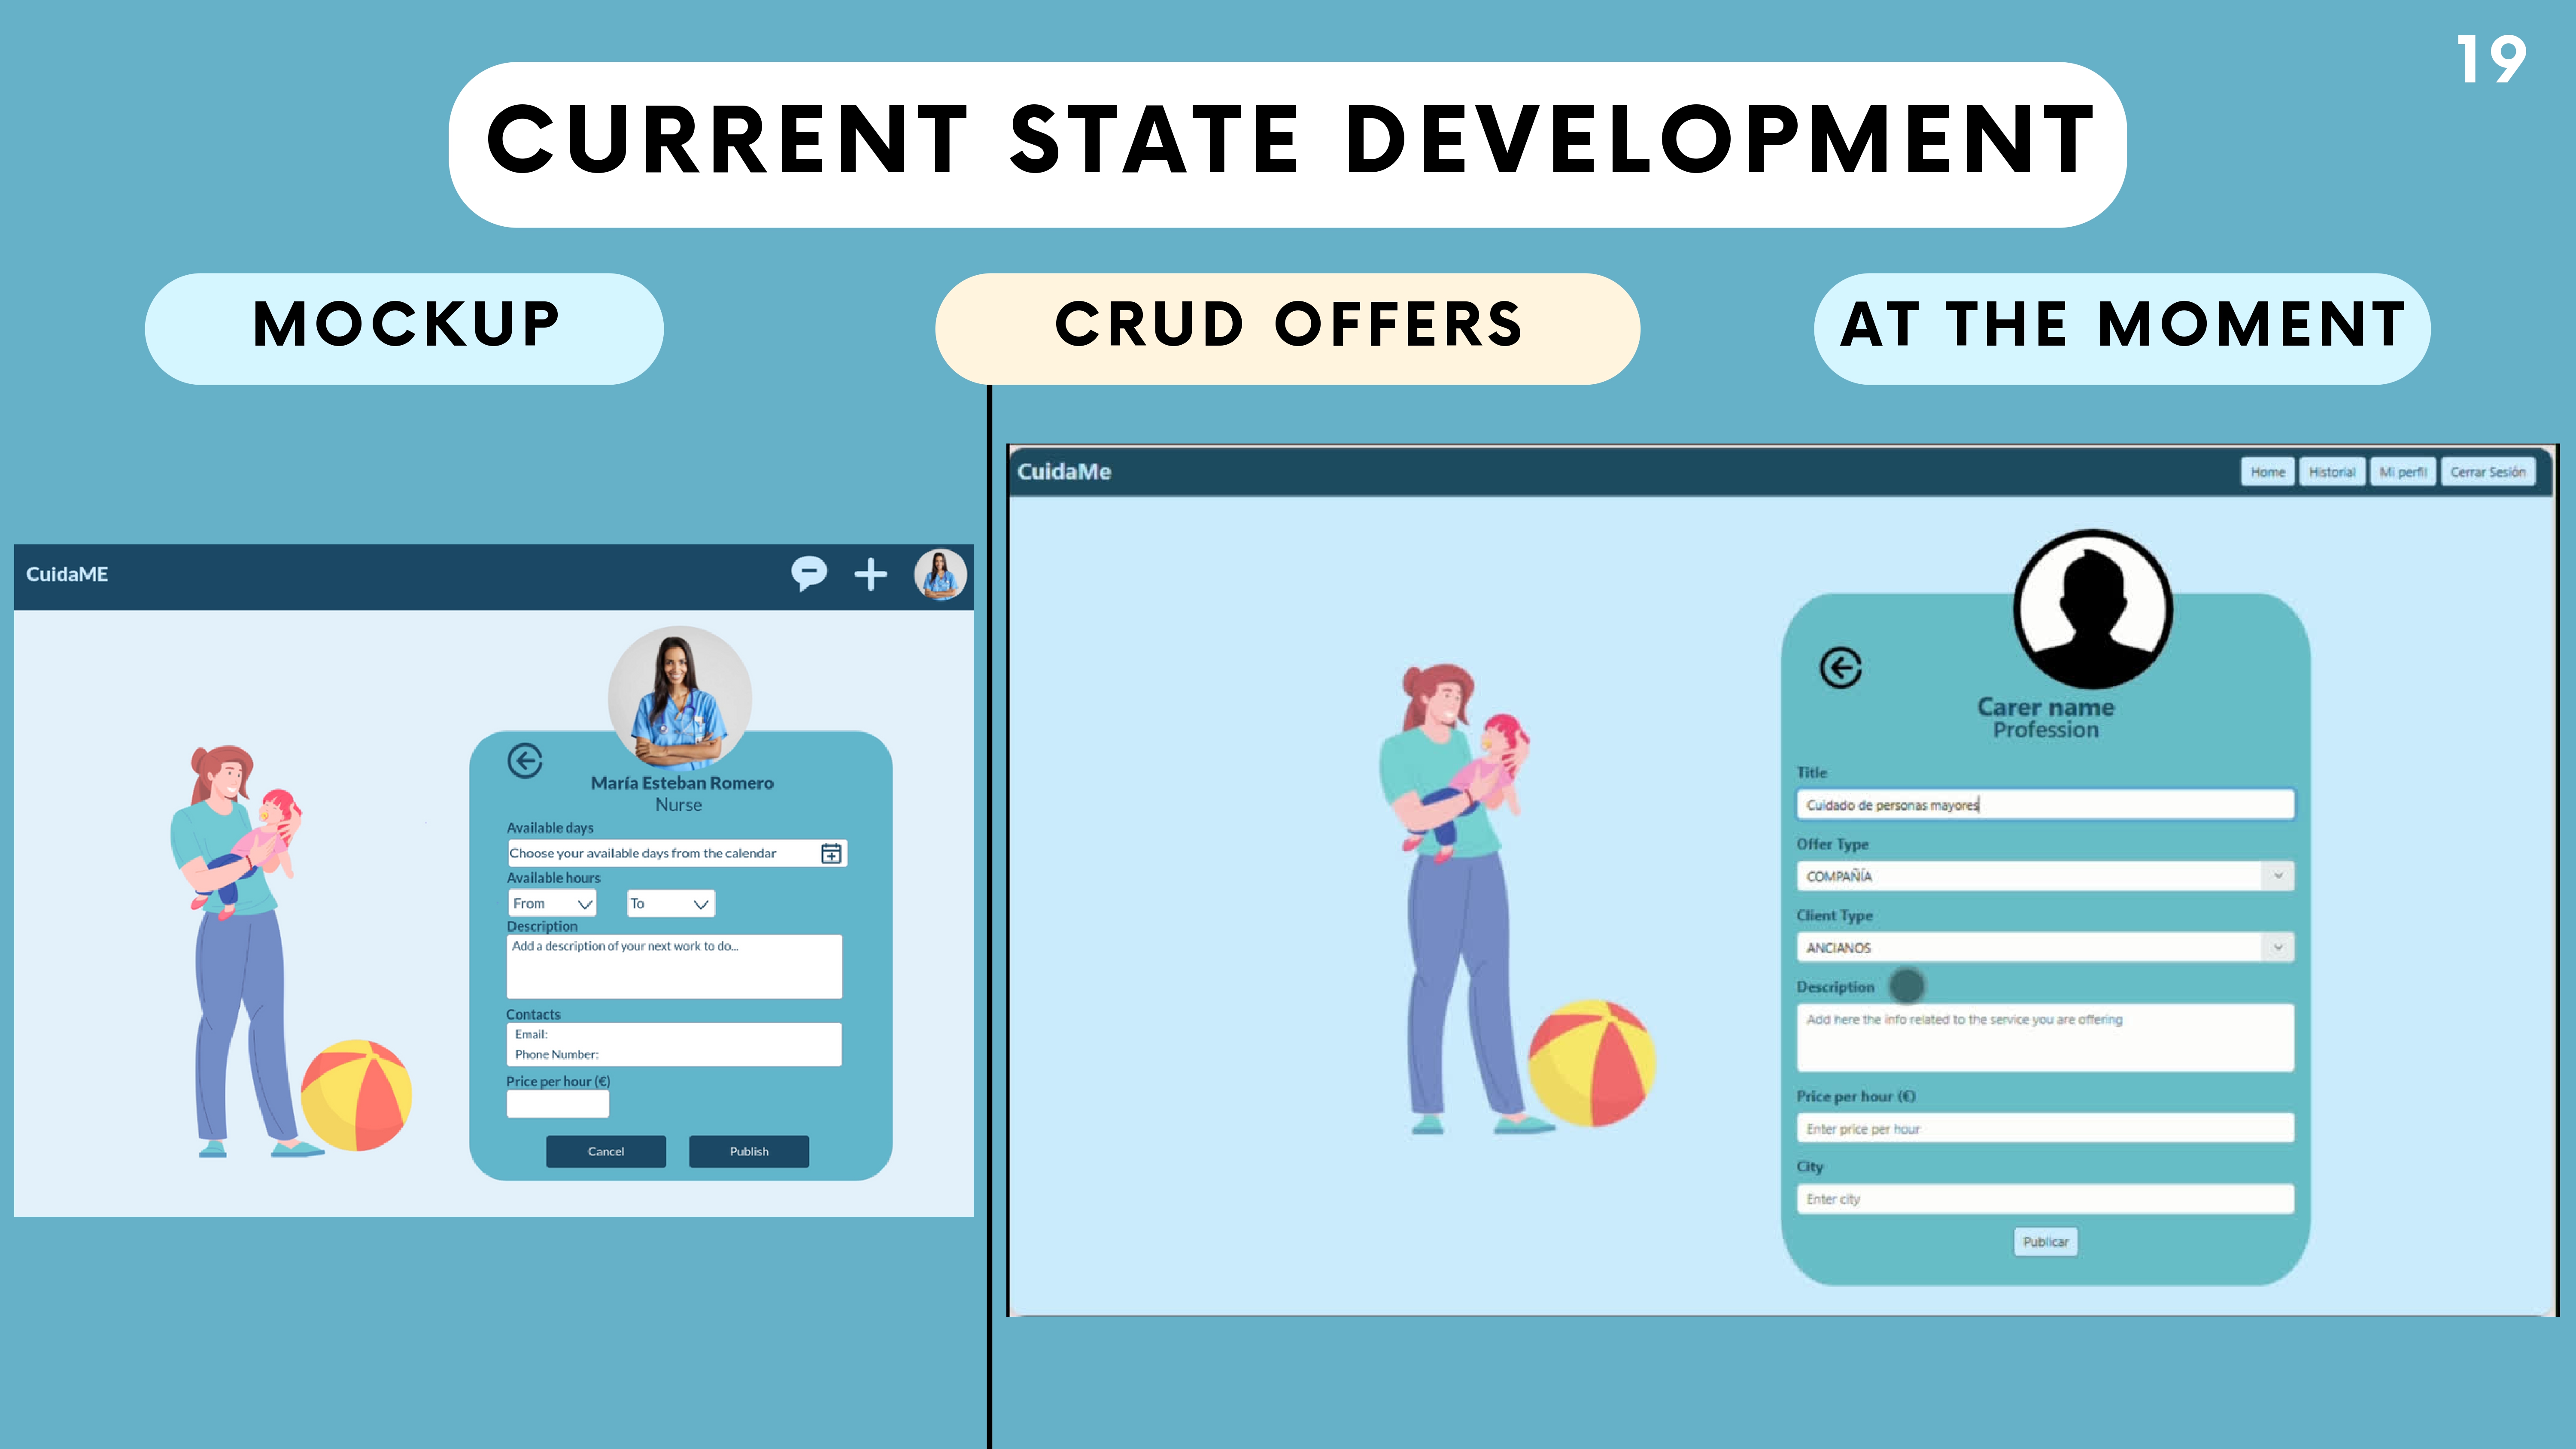 19
CURRENT STATE DEVELOPMENT
MOCKUP
CRUD OFFERS
AT THE MOMENT
CuidaME
María Esteban Romero
Nurse
Available days
Choose your available days from the calendar
Available hours
From To
Description
Add a description of your next work to do...
Contacts
Email:
Phone Number:
Price per hour (€)
Cancel Publish
CuidaMe
Home Historial Mi perfil Cerrar Sesión
Carer name
Profession
Title
Cuidado de personas mayores
Offer Type
COMPAÑÍA
Client Type
ANCIANOS
Description
Add here the info related to the service you are offering
Price per hour (€)
Enter price per hour
City
Enter city
Publicar